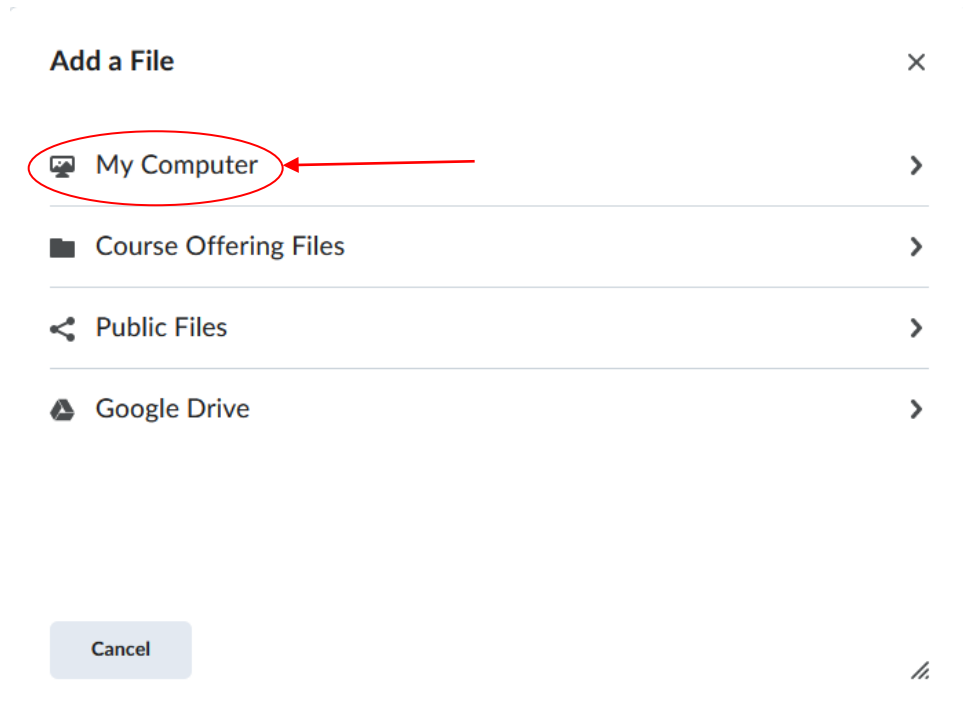 Add a File
My Computer
Course Offering Files
Public Files
Google Drive
Cancel